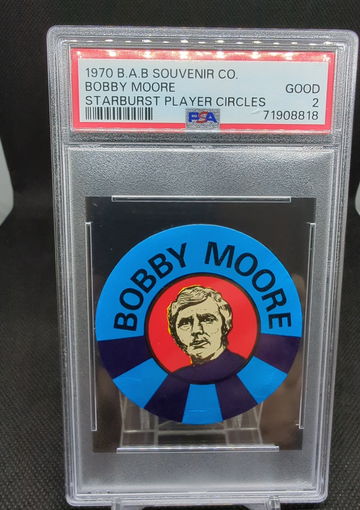 1970 B.A.B SOUVENIR CO.
BOBBY MOORE GOOD
STARBURST PLAYER CIRCLES 2
PSA 71908818
BOBBY MOORE